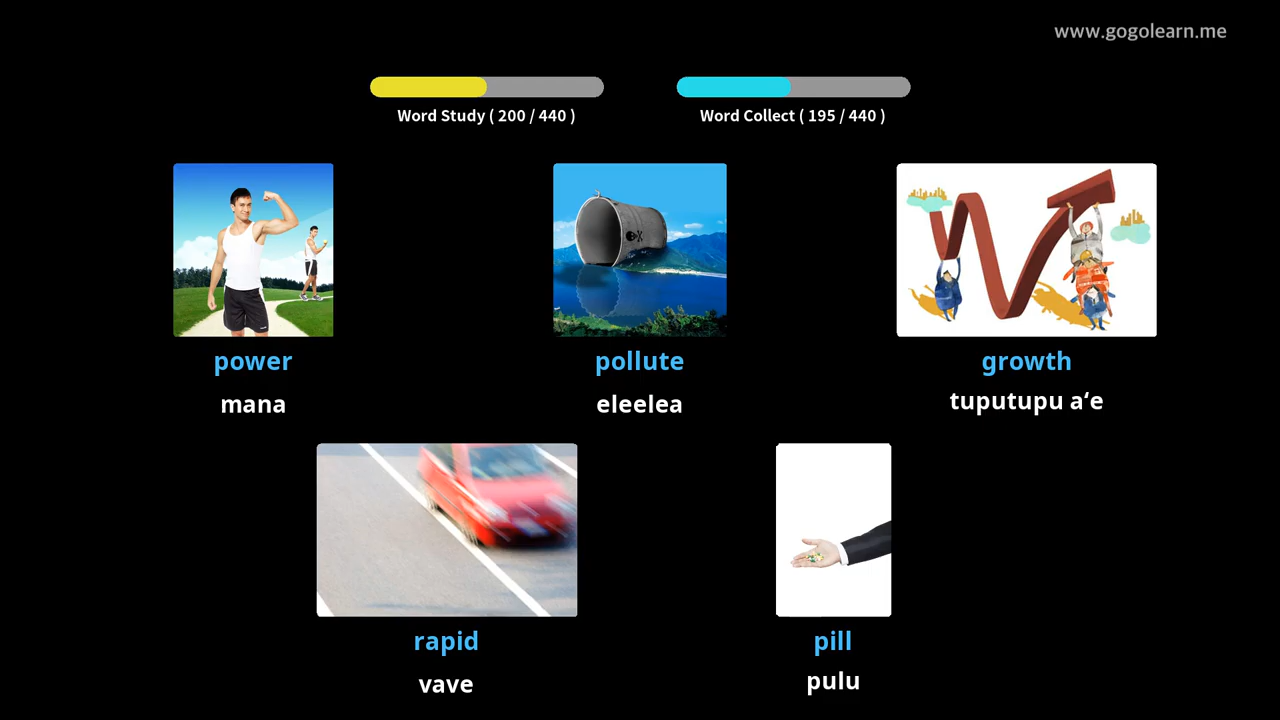 www.gogolearn.me
Word Study ( 200 / 440 )
Word Collect ( 195 / 440 )
power
pollute
growth
mana
eleelea
tuputupu aʻe
rapid
pill
vave
pulu